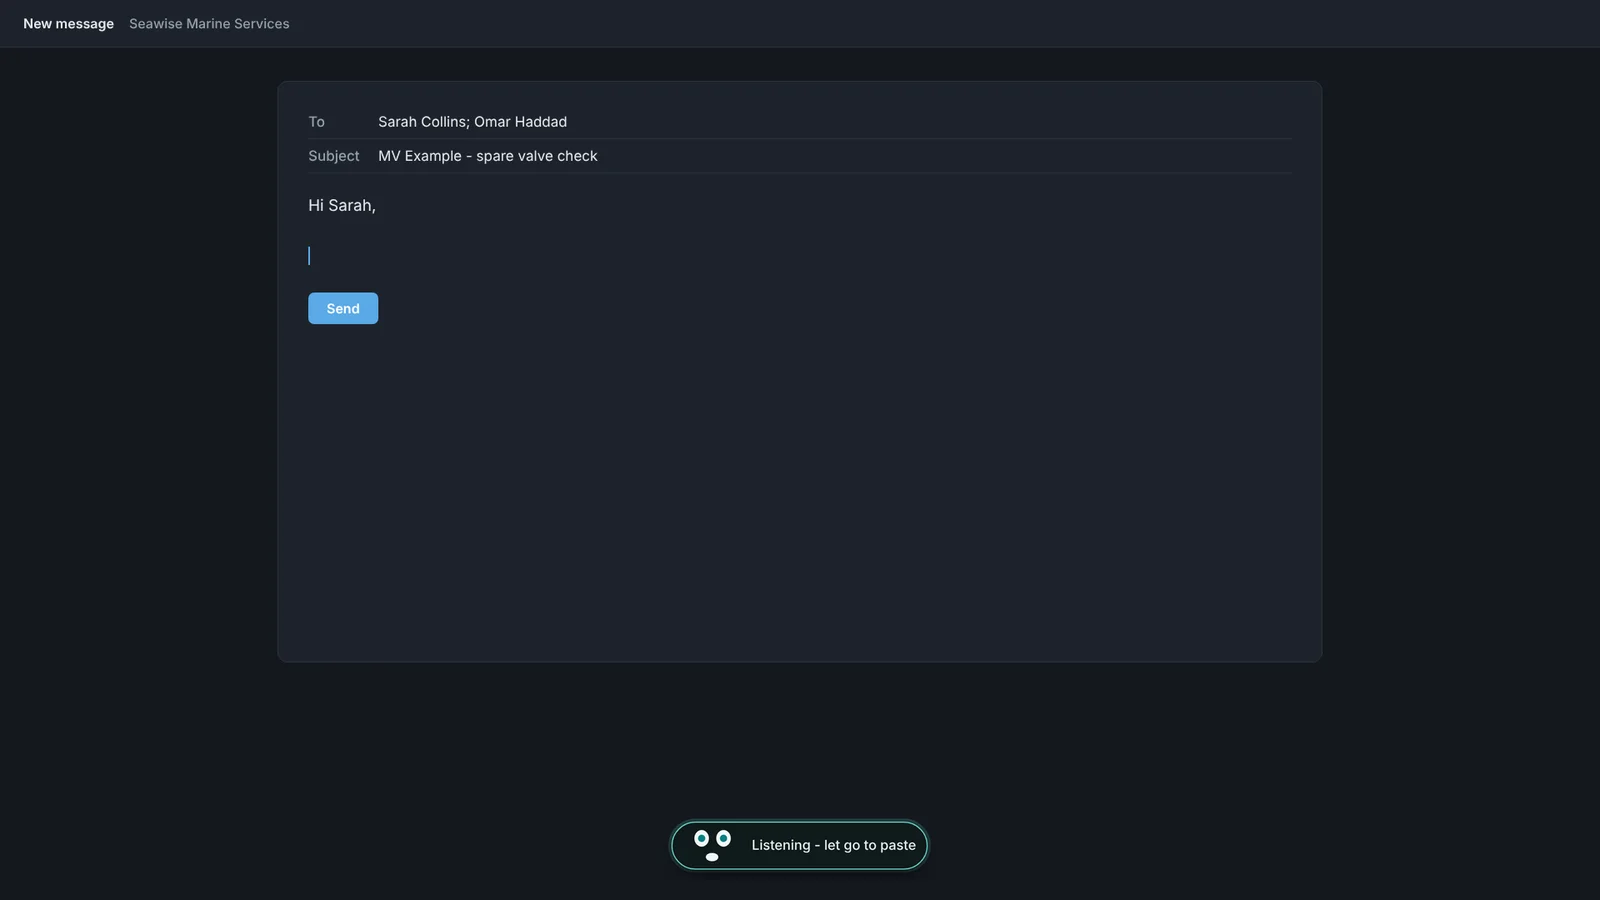 New message Seawise Marine Services
To Sarah Collins; Omar Haddad
Subject MV Example - spare valve check
Hi Sarah,
Send
Listening - let go to paste